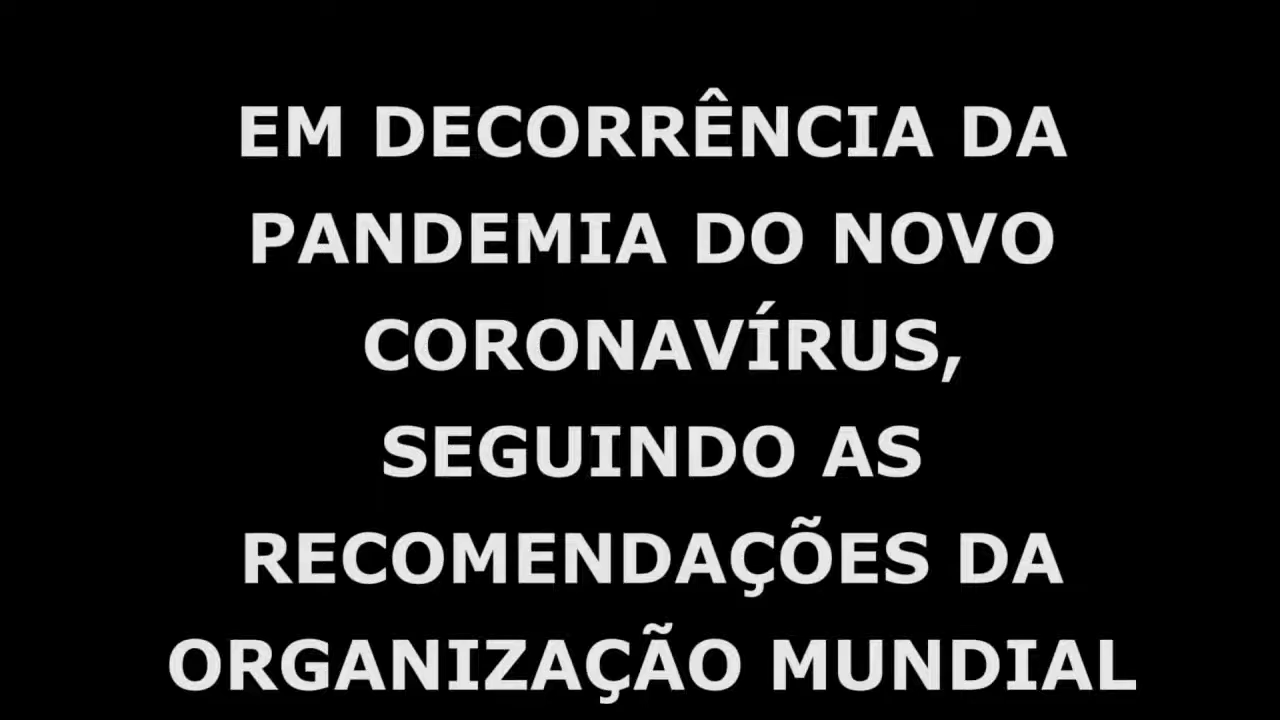 EM DECORRÊNCIA DA
PANDEMIA DO NOVO
CORONAVÍRUS,
SEGUINDO AS
RECOMENDAÇÕES DA
ORGANIZAÇÃO MUNDIAL